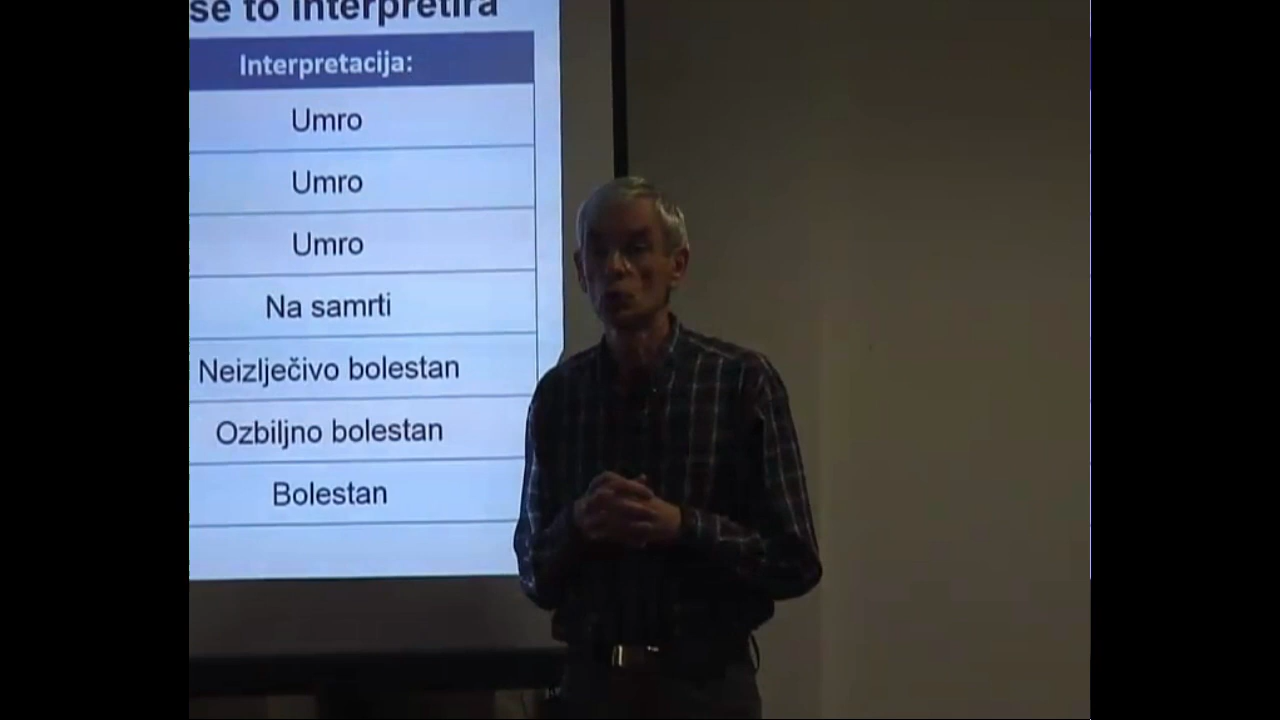 se to interpretira
Interpretacija:
Umro
Umro
Umro
Na samrti
Neizlječivo bolestan
Ozbiljno bolestan
Bolestan